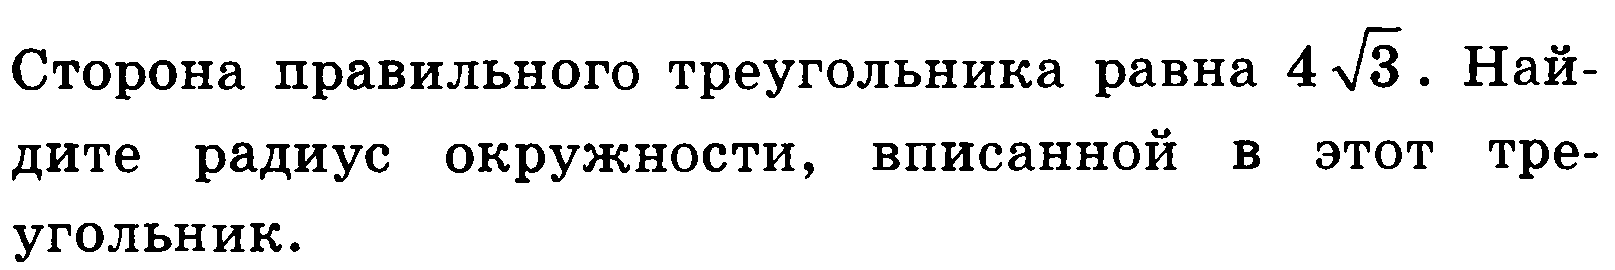 Сторона правильного треугольника равна 4√3. Най-
дите радиус окружности, вписанной в этот тре-
угольник.